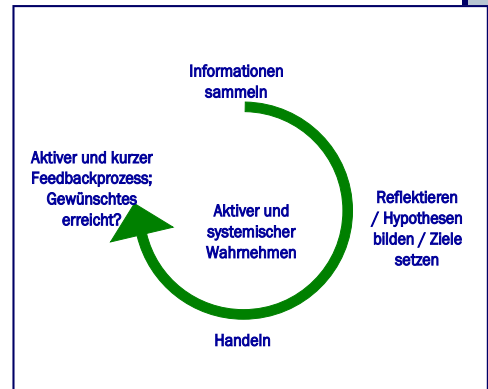 Informationen
sammeln
Aktiver und kurzer
Feedbackprozess;
Gewünschtes
erreicht?
Aktiver und
systemischer
Wahrnehmen
Reflektieren
/ Hypothesen
bilden / Ziele
setzen
Handeln